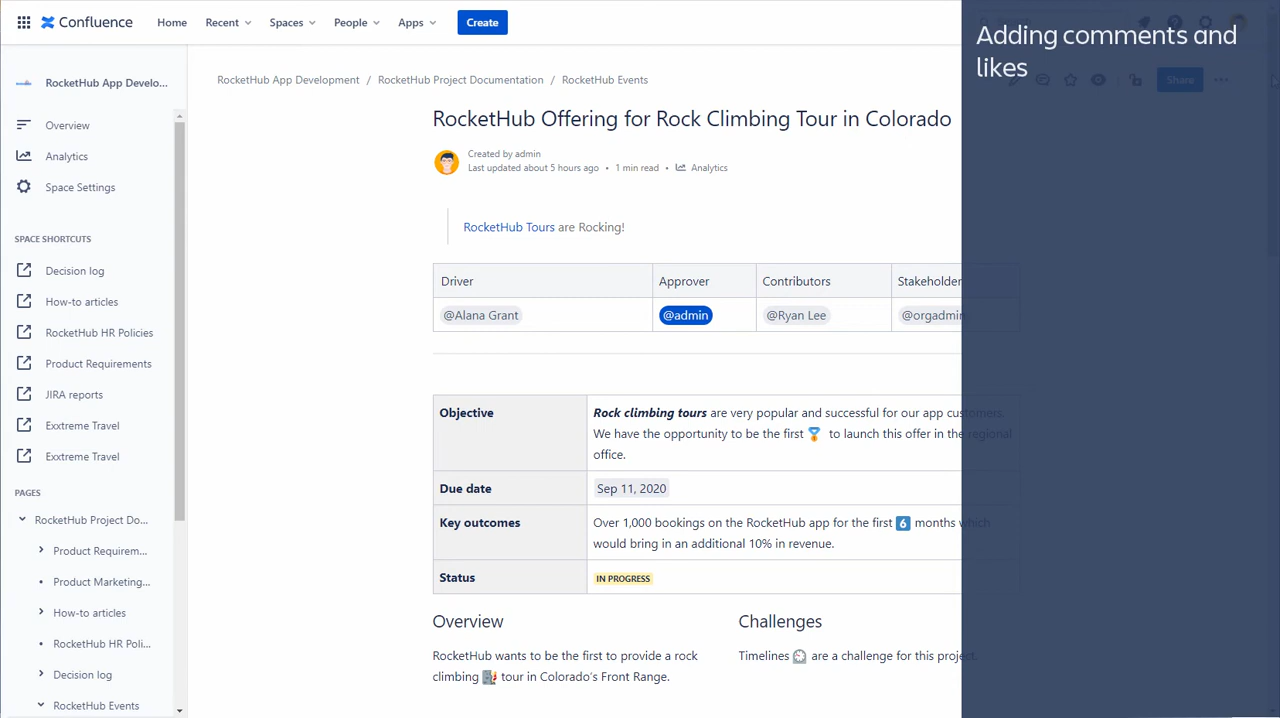 Confluence
Home
Recent
Spaces
People
Apps
Create
Adding comments and
likes
Share
RocketHub App Develo...
Overview
Analytics
Space Settings
SPACE SHORTCUTS
Decision log
How-to articles
RocketHub HR Policies
Product Requirements
JIRA reports
Exxtreme Travel
Exxtreme Travel
PAGES
RocketHub Project Do...
Product Requirem...
Product Marketing...
How-to articles
RocketHub HR Poli...
Decision log
RocketHub Events
RocketHub App Development / RocketHub Project Documentation / RocketHub Events
RocketHub Offering for Rock Climbing Tour in Colorado
Created by admin
Last updated about 5 hours ago • 1 min read • Analytics
RocketHub Tours are Rocking!
Driver Approver Contributors Stakeholder
@Alana Grant @admin @Ryan Lee @orgadmin
Objective
Rock climbing tours are very popular and successful for our app customers.
We have the opportunity to be the first 🏅 to launch this offer in the regional
office.
Due date Sep 11, 2020
Key outcomes
Over 1,000 bookings on the RocketHub app for the first 6 months which
would bring in an additional 10% in revenue.
Status IN PROGRESS
Overview
RocketHub wants to be the first to provide a rock
climbing 🧗 tour in Colorado's Front Range.
Challenges
Timelines ⏲ are a challenge for this project.